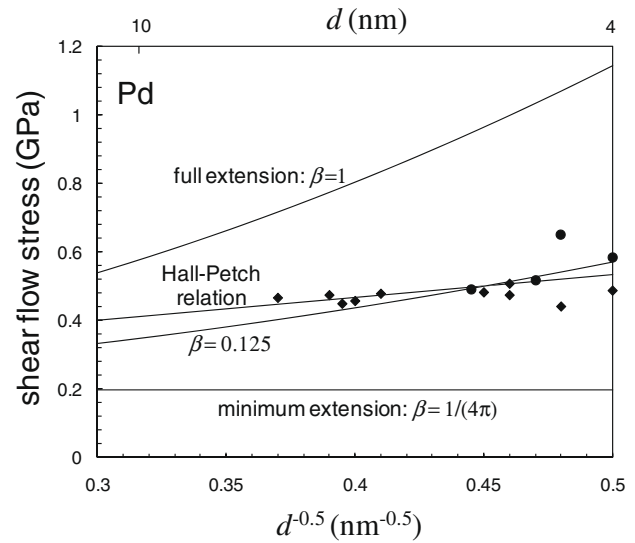 d (nm)
10 4
1.2
1
0.8
0.6
0.4
0.2
0
shear flow stress (GPa)
Pd
full extension: β=1
Hall-Petch
relation
β = 0.125
minimum extension: β = 1/(4π)
0.3 0.35 0.4 0.45 0.5
d⁻⁰·⁵ (nm⁻⁰·⁵)